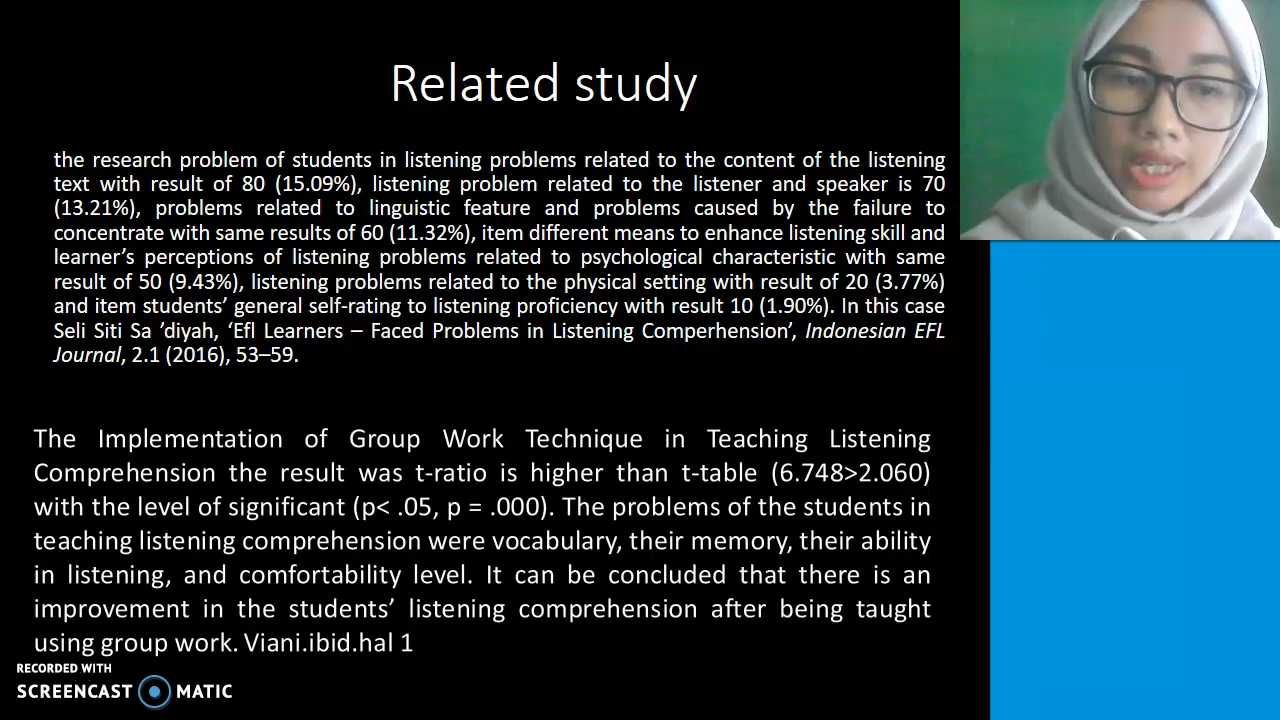 Related study
the research problem of students in listening problems related to the content of the listening
text with result of 80 (15.09%), listening problem related to the listener and speaker is 70
(13.21%), problems related to linguistic feature and problems caused by the failure to
concentrate with same results of 60 (11.32%), item different means to enhance listening skill and
learner’s perceptions of listening problems related to psychological characteristic with same
result of 50 (9.43%), listening problems related to the physical setting with result of 20 (3.77%)
and item students’ general self-rating to listening proficiency with result 10 (1.90%). In this case
Seli Siti Sa ’diyah, ‘Efl Learners – Faced Problems in Listening Comperhension’, Indonesian EFL
Journal, 2.1 (2016), 53–59.
The Implementation of Group Work Technique in Teaching Listening
Comprehension the result was t-ratio is higher than t-table (6.748>2.060)
with the level of significant (p< .05, p = .000). The problems of the students in
teaching listening comprehension were vocabulary, their memory, their ability
in listening, and comfortability level. It can be concluded that there is an
improvement in the students’ listening comprehension after being taught
using group work. Viani.ibid.hal 1
RECORDED WITH
SCREENCAST MATIC